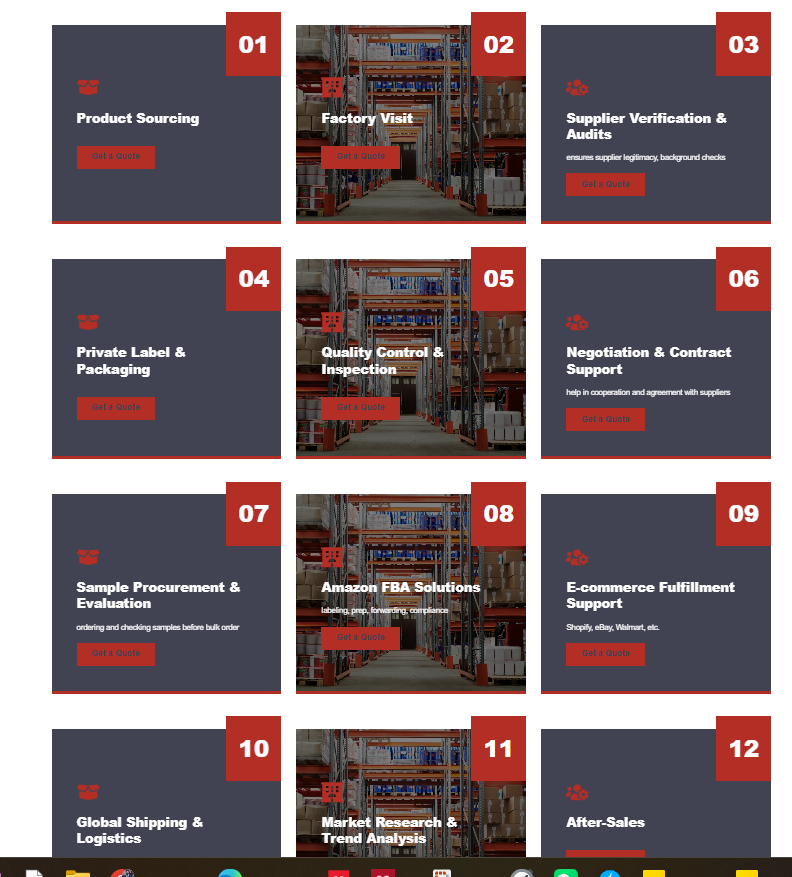 01
Product Sourcing
Get a Quote
02
Factory Visit
Get a Quote
03
Supplier Verification &
Audits
ensures supplier legitimacy, background checks
Get a Quote
04
Private Label &
Packaging
Get a Quote
05
Quality Control &
Inspection
Get a Quote
06
Negotiation & Contract
Support
help in cooperation and agreement with suppliers
Get a Quote
07
Sample Procurement &
Evaluation
ordering and checking samples before bulk order
Get a Quote
08
Amazon FBA Solutions
labeling, prep, forwarding, compliance
Get a Quote
09
E-commerce Fulfillment
Support
Shopify, eBay, Walmart, etc.
Get a Quote
10
Global Shipping &
Logistics
11
Market Research &
Trend Analysis
12
After-Sales